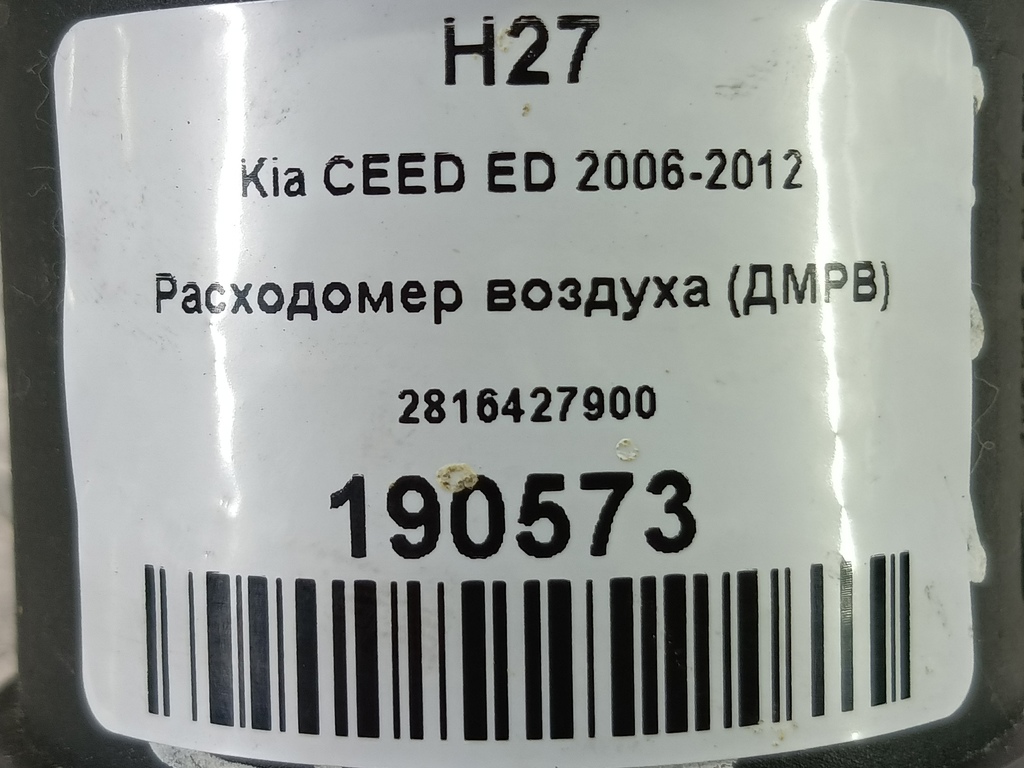 H27
Kia CEED ED 2006-2012
Расходомер воздуха (ДМРВ)
2816427900
190573